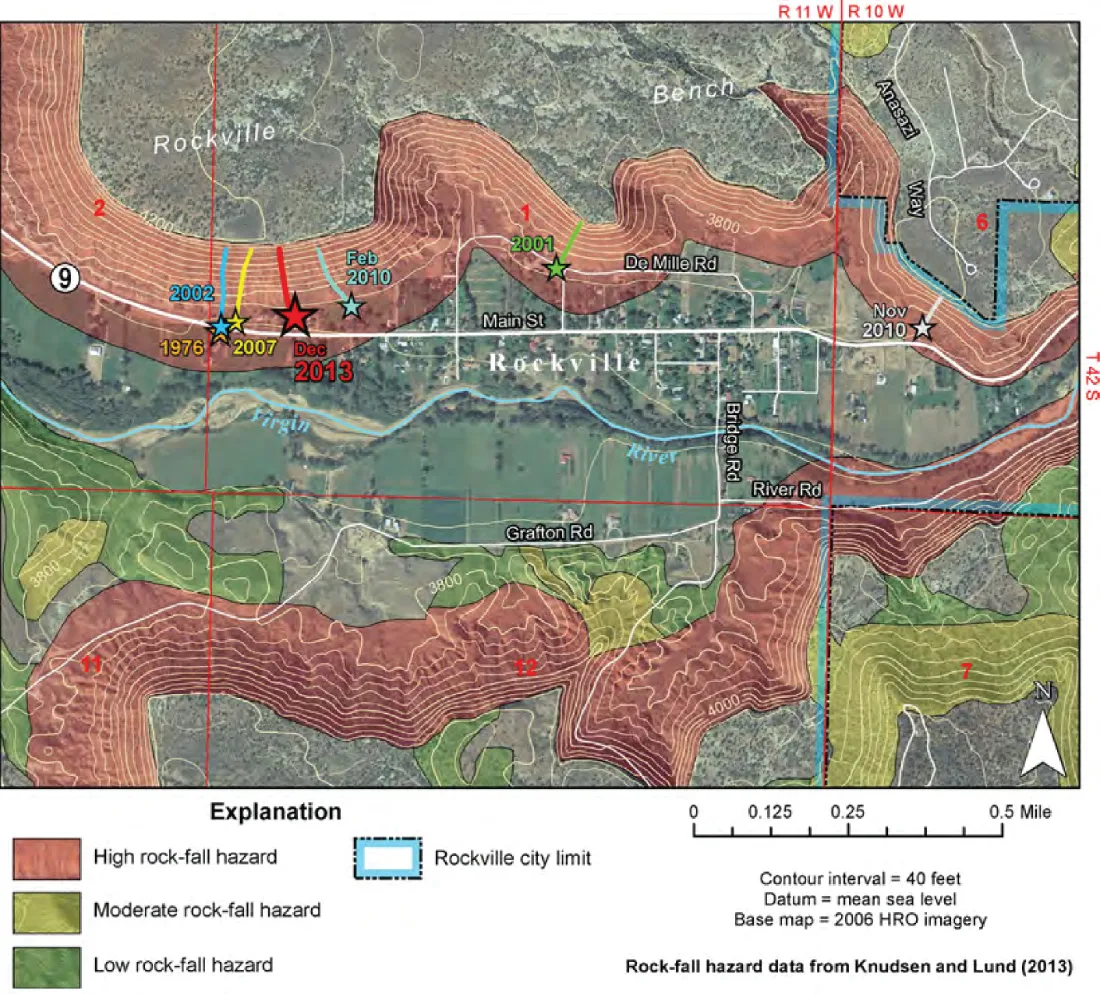 R 11 W R 10 W
Bench
Anasazi
Way
Rockville
2
4200
1
3800
6
2001
De Mille Rd
Feb
2010
9
2002
Nov
2010
Main St
1976
2007
Dec
2013
Rockville
T 42 S
Virgin
River
Bridge Rd
River Rd
Grafton Rd
3800
3800
11
12
7
4000
N
Explanation
High rock-fall hazard
Moderate rock-fall hazard
Low rock-fall hazard
Rockville city limit
0 0.125 0.25 0.5 Mile
Contour interval = 40 feet
Datum = mean sea level
Base map = 2006 HRO imagery
Rock-fall hazard data from Knudsen and Lund (2013)